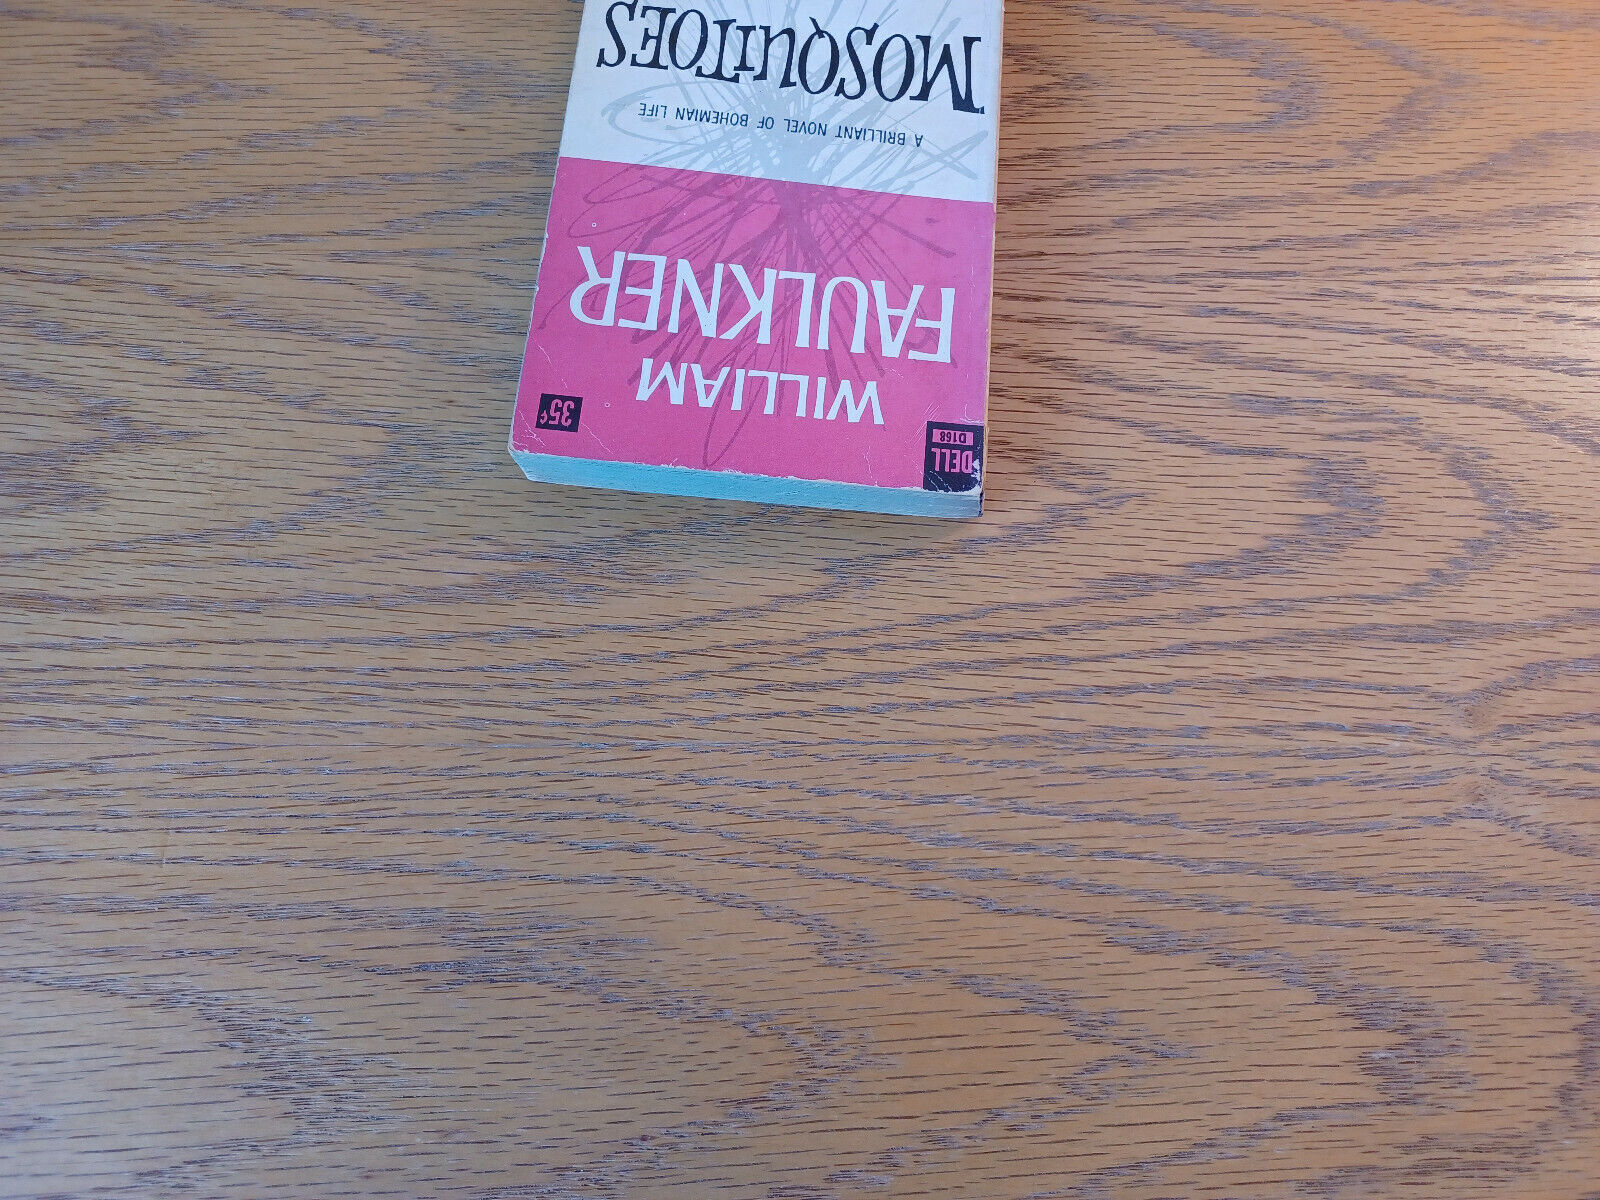 DELL
D168
35¢
WILLIAM
FAULKNER
A BRILLIANT NOVEL OF BOHEMIAN LIFE
MOSQUITOES